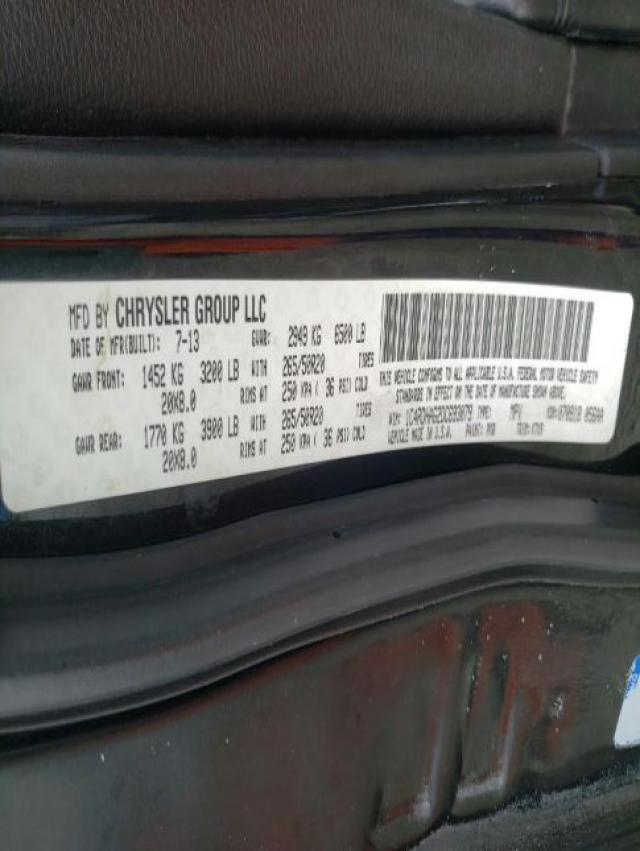 MFD BY CHRYSLER GROUP LLC
DATE OF MFR(BUILT): 7-13 GVWR: 2949 KG 6500 LB
GAWR FRONT: 1452 KG 3200 LB WITH 265/50R20 TIRES
20X8.0 RIMS AT 250 KPA ( 36 PSI) COLD
GAWR REAR: 1770 KG 3900 LB WITH 265/50R20 TIRES
20X8.0 RIMS AT 250 KPA ( 36 PSI) COLD
THIS VEHICLE CONFORMS TO ALL APPLICABLE U.S.A. FEDERAL MOTOR VEHICLE SAFETY
STANDARDS IN EFFECT ON THE DATE OF MANUFACTURE SHOWN ABOVE.
VIN: TYPE: MPV
VEHICLE MADE IN U.S.A. PAINT: